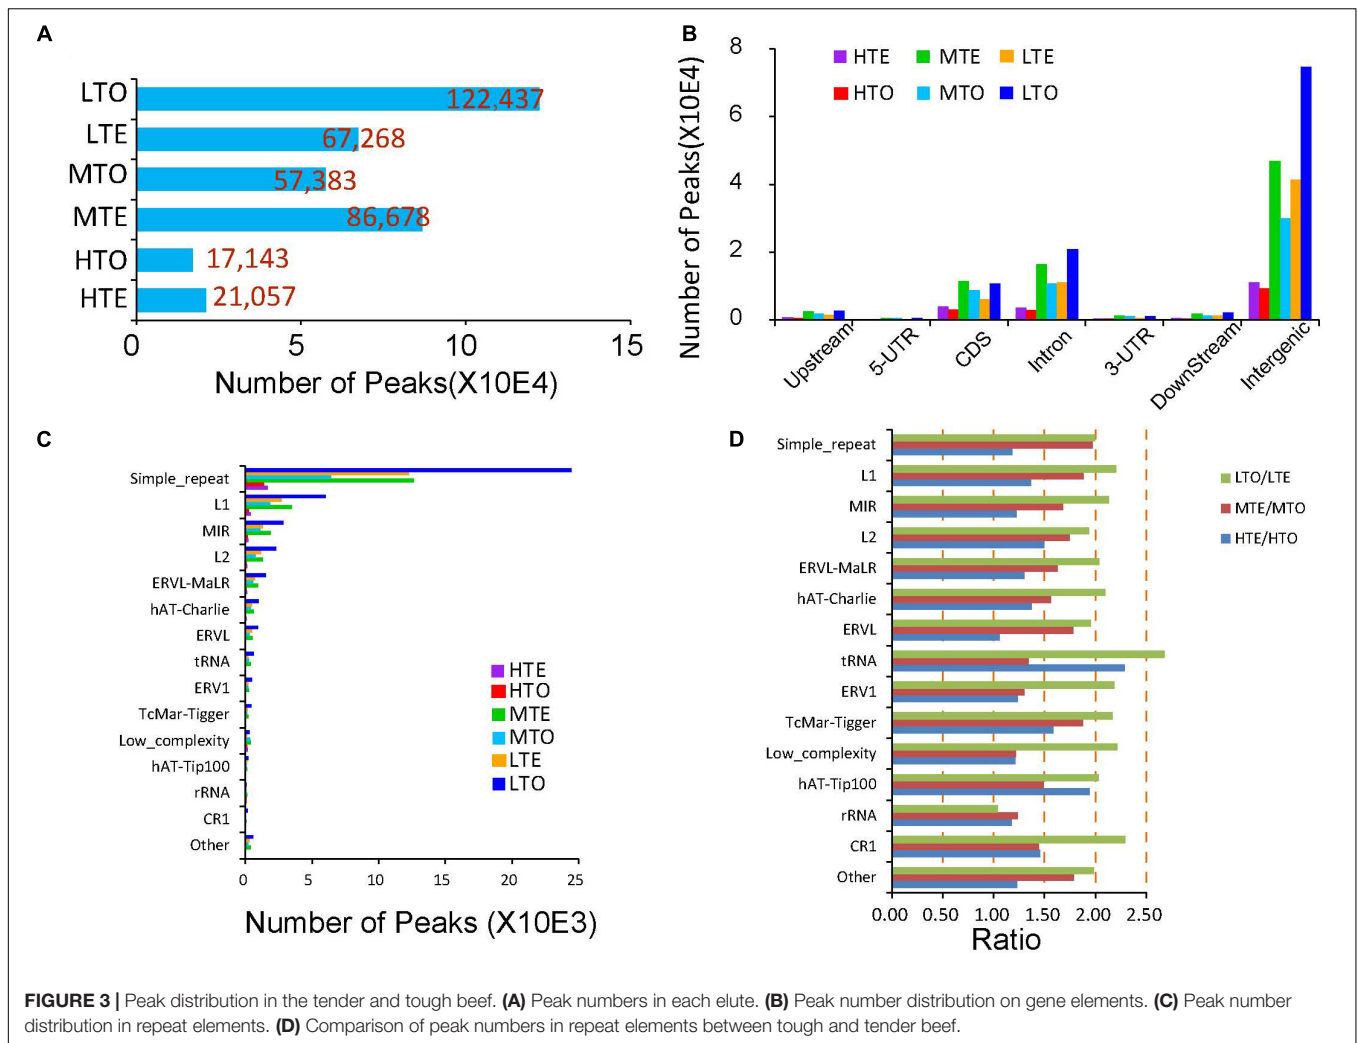 A
LTO
122,437
LTE
67,268
MTO
57,383
MTE
86,678
HTO
17,143
HTE
21,057
0 5 10 15
Number of Peaks(X10E4)
B
Number of Peaks(X10E4)
8
6
4
2
0
HTE MTE LTE
HTO MTO LTO
Upstream 5-UTR CDS Intron 3-UTR DownStream Intergenic
C
Simple_repeat
L1
MIR
L2
ERVL-MaLR
hAT-Charlie
ERVL
tRNA
ERV1
TcMar-Tigger
Low_complexity
hAT-Tip100
rRNA
CR1
Other
HTE
HTO
MTE
MTO
LTE
LTO
0 5 10 15 20 25
Number of Peaks (X10E3)
D
Simple_repeat
L1
MIR
L2
ERVL-MaLR
hAT-Charlie
ERVL
tRNA
ERV1
TcMar-Tigger
Low_complexity
hAT-Tip100
rRNA
CR1
Other
LTO/LTE
MTE/MTO
HTE/HTO
0.00 0.50 1.00 1.50 2.00 2.50
Ratio
FIGURE 3 | Peak distribution in the tender and tough beef. (A) Peak numbers in each elute. (B) Peak number distribution on gene elements. (C) Peak number
distribution in repeat elements. (D) Comparison of peak numbers in repeat elements between tough and tender beef.